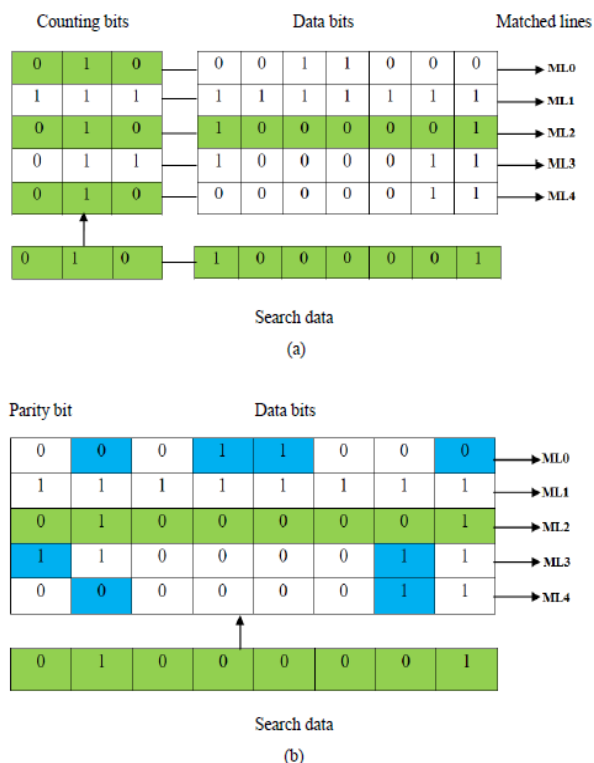 Counting bits Data bits Matched lines
0 1 0 0 0 1 1 0 0 0 ML0
1 1 1 1 1 1 1 1 1 1 ML1
0 1 0 1 0 0 0 0 0 1 ML2
0 1 1 1 0 0 0 0 1 1 ML3
0 1 0 0 0 0 0 0 1 1 ML4
0 1 0 1 0 0 0 0 0 1
Search data
(a)
Parity bit Data bits
0 0 0 1 1 0 0 0 ML0
1 1 1 1 1 1 1 1 ML1
0 1 0 0 0 0 0 1 ML2
1 1 0 0 0 0 1 1 ML3
0 0 0 0 0 0 1 1 ML4
0 1 0 0 0 0 0 1
Search data
(b)